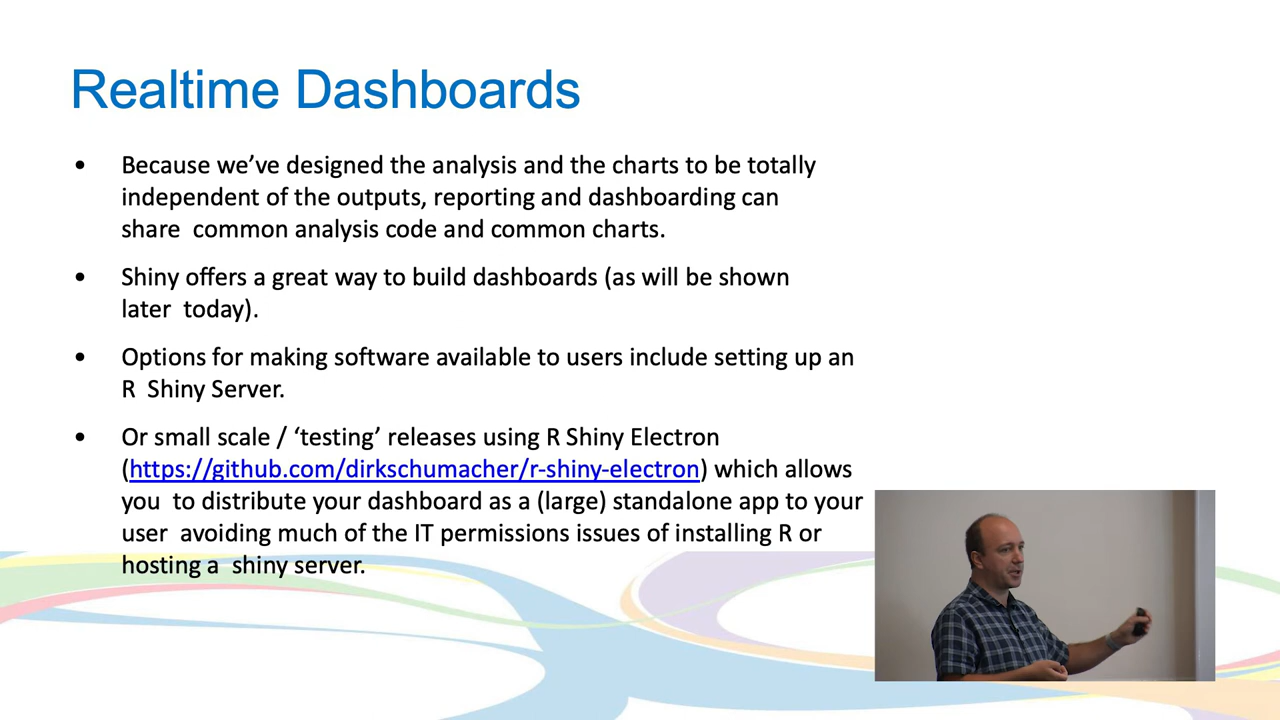 Realtime Dashboards
• Because we’ve designed the analysis and the charts to be totally
independent of the outputs, reporting and dashboarding can
share  common analysis code and common charts.
• Shiny offers a great way to build dashboards (as will be shown
later  today).
• Options for making software available to users include setting up an
R  Shiny Server.
• Or small scale / ‘testing’ releases using R Shiny Electron
(https://github.com/dirkschumacher/r-shiny-electron) which allows
you  to distribute your dashboard as a (large) standalone app to your
user  avoiding much of the IT permissions issues of installing R or
hosting a  shiny server.